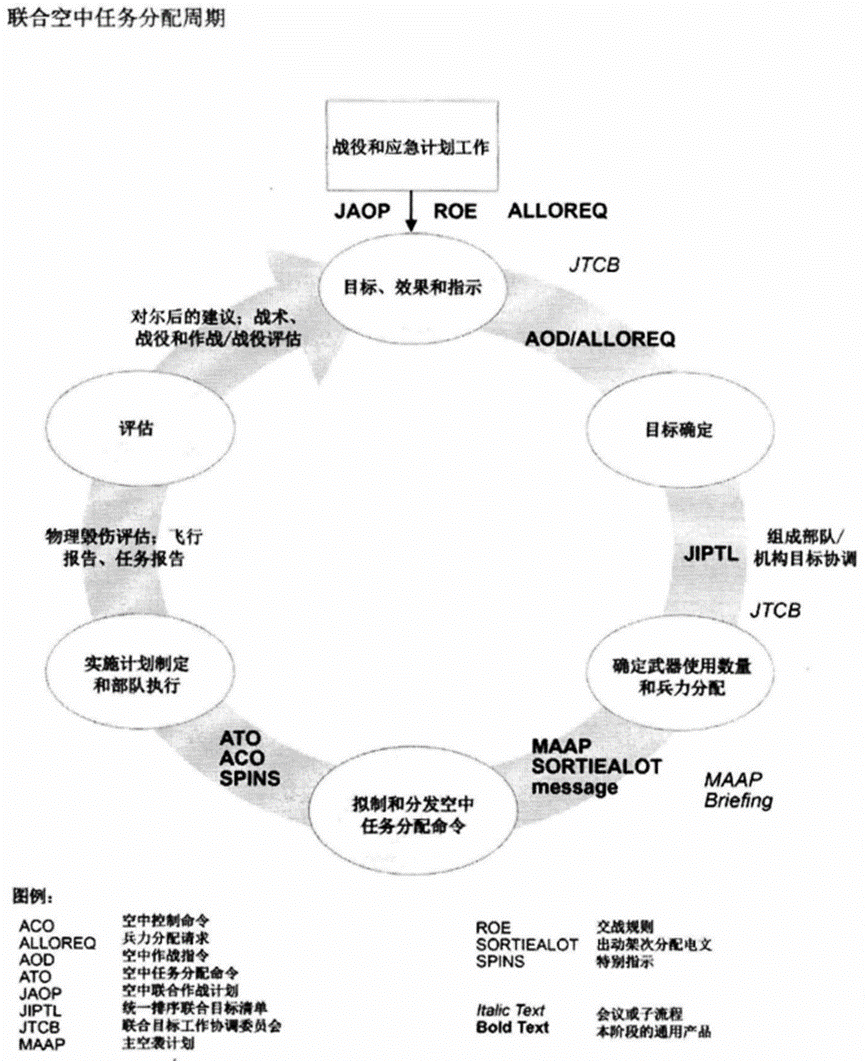 联合空中任务分配周期
战役和应急计划工作
JAOP ROE ALLOREQ
目标、效果和指示
JTCB
AOD/ALLOREQ
目标确定
JIPTL
组成部队/
机构目标协调
JTCB
确定武器使用数量
和兵力分配
MAAP
SORTIEALOT
message
MAAP
Briefing
拟制和分发空中
任务分配命令
ATO
ACO
SPINS
实施计划制定
和部队执行
物理毁伤评估；飞行
报告、任务报告
评估
对尔后的建议；战术、
战役和作战/战役评估
图例：
ACO 空中控制命令
ALLOREQ 兵力分配请求
AOD 空中作战指令
ATO 空中任务分配命令
JAOP 空中联合作战计划
JIPTL 统一排序联合目标清单
JTCB 联合目标工作协调委员会
MAAP 主空袭计划
ROE 交战规则
SORTIEALOT 出动架次分配电文
SPINS 特别指示
Italic Text 会议或子流程
Bold Text 本阶段的通用产品